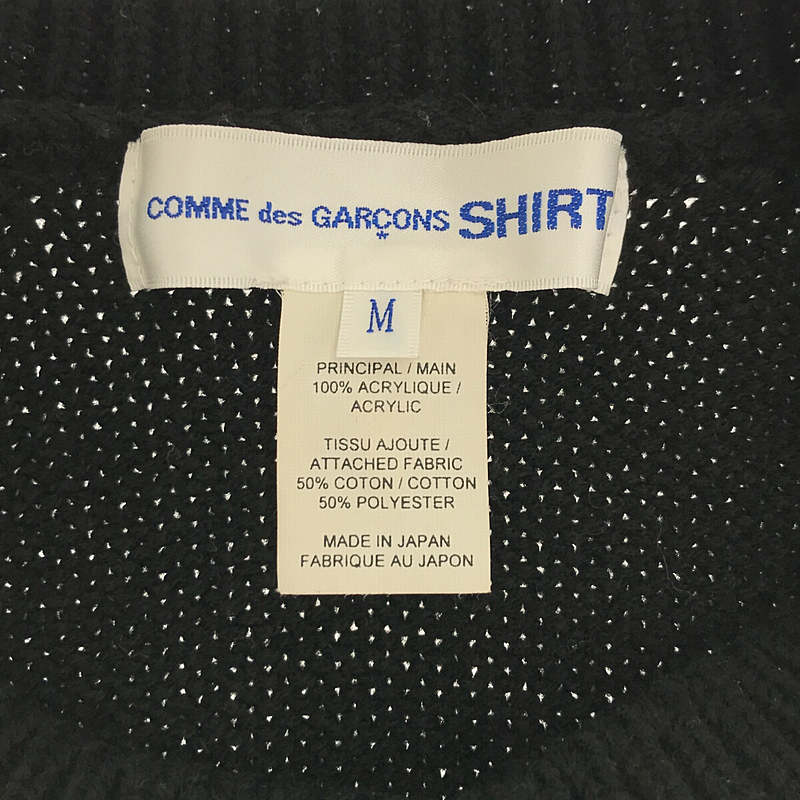 COMME des GARÇONS SHIRT
M
PRINCIPAL / MAIN
100% ACRYLIQUE /
ACRYLIC
TISSU AJOUTE /
ATTACHED FABRIC
50% COTON / COTTON
50% POLYESTER
MADE IN JAPAN
FABRIQUE AU JAPON